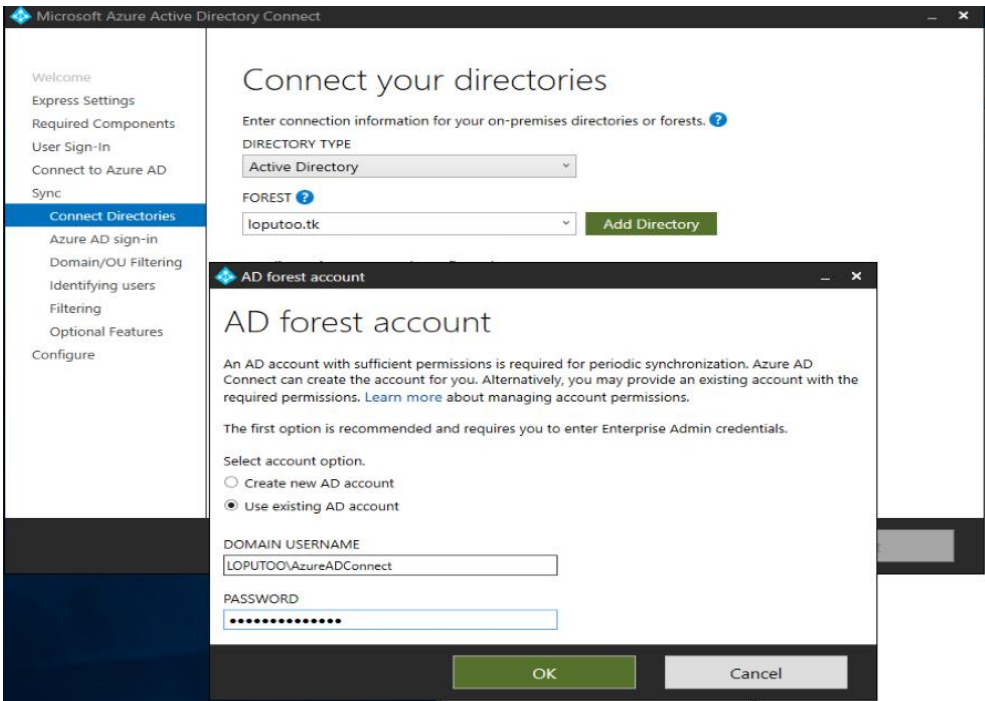 Microsoft Azure Active Directory Connect
Welcome
Express Settings
Required Components
User Sign-In
Connect to Azure AD
Sync
Connect Directories
Azure AD sign-in
Domain/OU Filtering
Identifying users
Filtering
Optional Features
Configure
Connect your directories
Enter connection information for your on-premises directories or forests. ?
DIRECTORY TYPE
Active Directory
FOREST ?
loputoo.tk
Add Directory
AD forest account
AD forest account
An AD account with sufficient permissions is required for periodic synchronization. Azure AD
Connect can create the account for you. Alternatively, you may provide an existing account with the
required permissions. Learn more about managing account permissions.
The first option is recommended and requires you to enter Enterprise Admin credentials.
Select account option.
Create new AD account
Use existing AD account
DOMAIN USERNAME
LOPUTOO\AzureADConnect
PASSWORD
●●●●●●●●●●●●●●
OK
Cancel